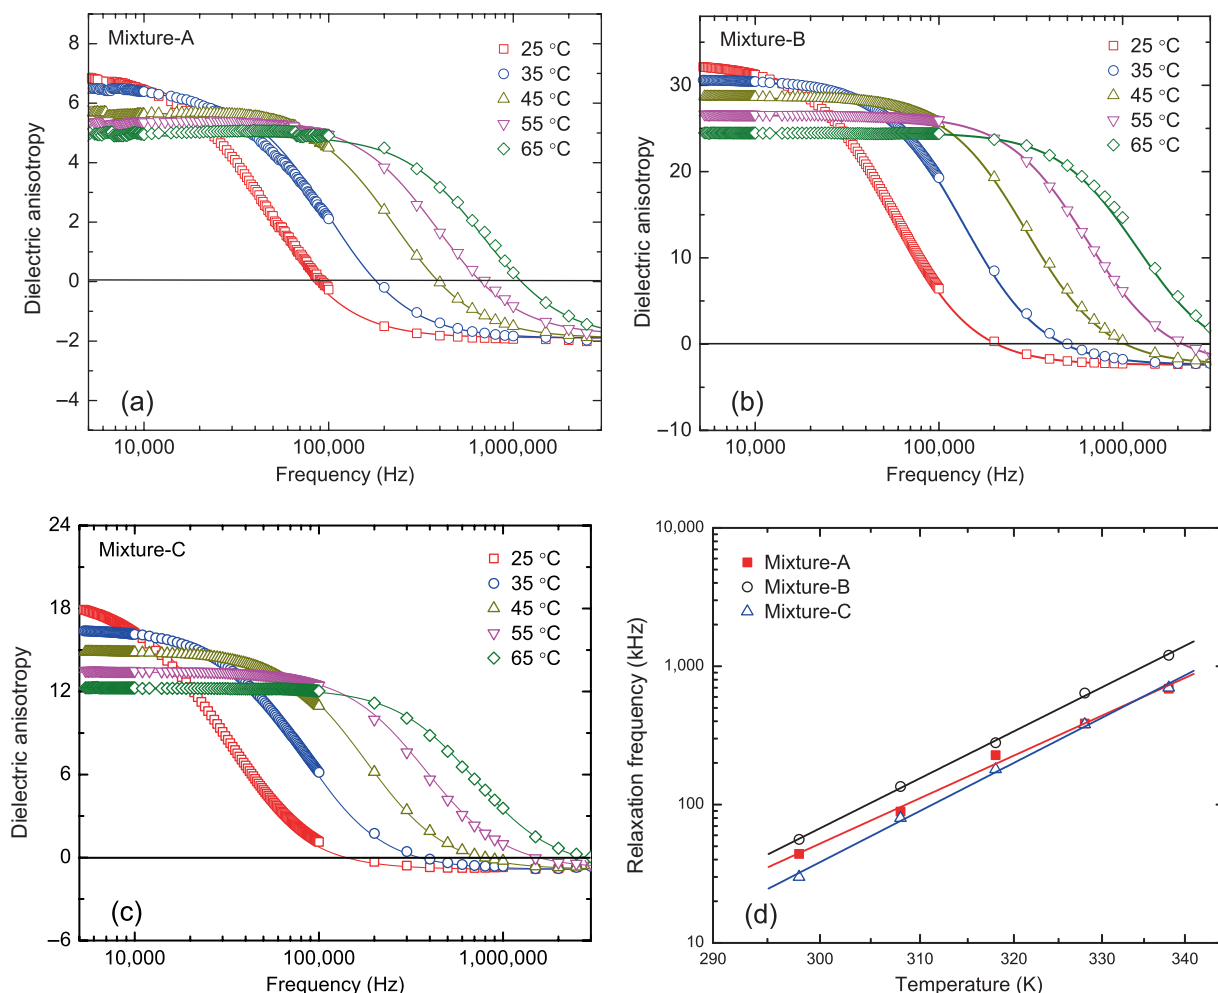 Mixture-A
25 °C
35 °C
45 °C
55 °C
65 °C
8
6
4
2
0
−2
−4
Dielectric anisotropy
(a)
10,000 100,000 1,000,000
Frequency (Hz)
Mixture-B
25 °C
35 °C
45 °C
55 °C
65 °C
30
20
10
0
−10
Dielectric anisotropy
(b)
10,000 100,000 1,000,000
Frequency (Hz)
Mixture-C
25 °C
35 °C
45 °C
55 °C
65 °C
24
18
12
6
0
−6
Dielectric anisotropy
(c)
10,000 100,000 1,000,000
Frequency (Hz)
Mixture-A
Mixture-B
Mixture-C
10,000
1,000
100
10
Relaxation frequency (kHz)
(d)
290 300 310 320 330 340
Temperature (K)